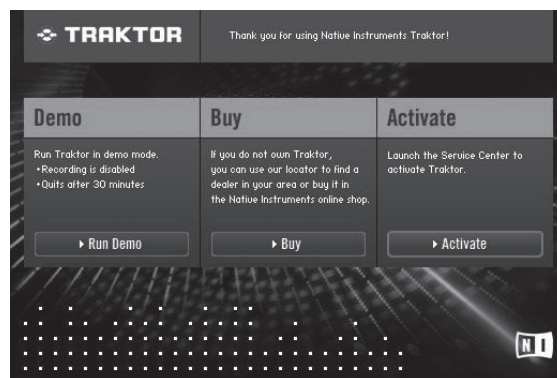 TRAKTOR
Thank you for using Native Instruments Traktor!
Demo
Run Traktor in demo mode.
•Recording is disabled
•Quits after 30 minutes
▸ Run Demo
Buy
If you do not own Traktor,
you can use our locator to find a
dealer in your area or buy it in
the Native Instruments online shop.
▸ Buy
Activate
Launch the Service Center to
activate Traktor.
▸ Activate
NI